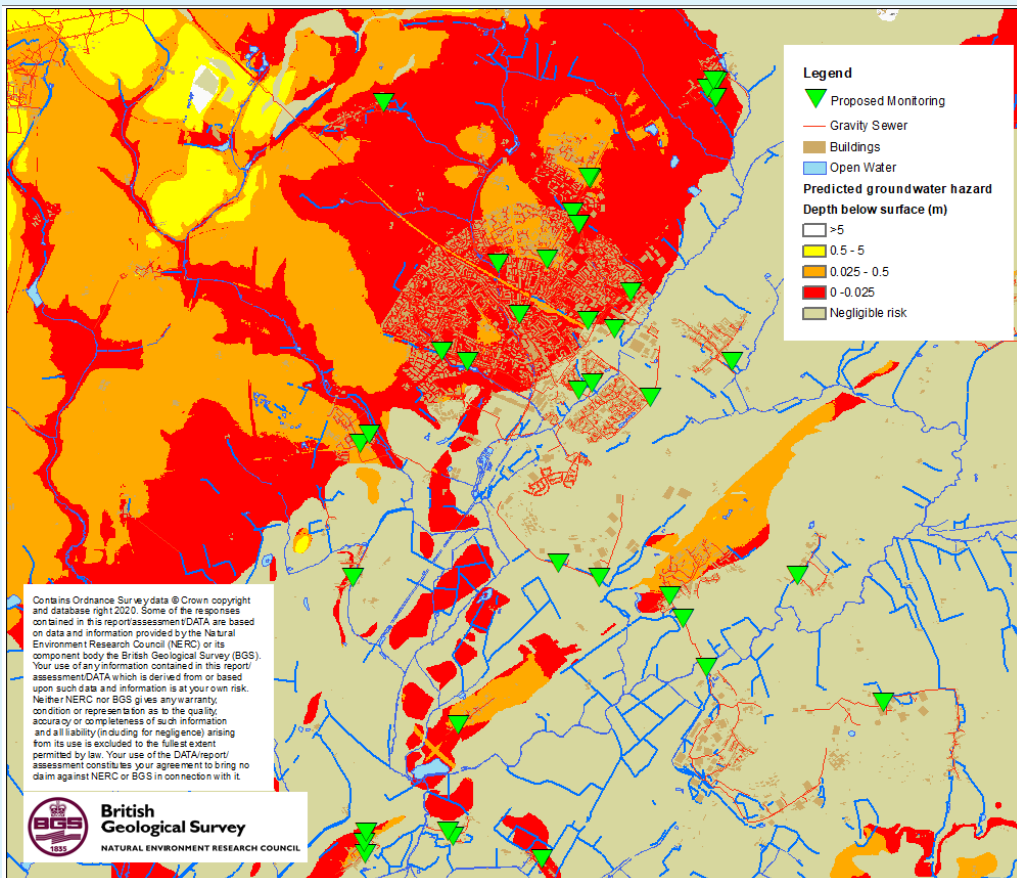 Legend
Proposed Monitoring
Gravity Sewer
Buildings
Open Water
Predicted groundwater hazard
Depth below surface (m)
>5
0.5 - 5
0.025 - 0.5
0 -0.025
Negligible risk
Contains Ordnance Survey data © Crown copyright
and database right 2020. Some of the responses
contained in this report/assessment/DATA are based
on data and information provided by the Natural
Environment Research Council (NERC) or its
component body the British Geological Survey (BGS).
Your use of any information contained in this report/
assessment/DATA which is derived from or based
upon such data and information is at your own risk.
Neither NERC nor BGS gives any warranty,
condition or representation as to the quality,
accuracy or completeness of such information
and all liability (including for negligence) arising
from its use is excluded to the fullest extent
permitted by law. Your use of the DATA/report/
assessment constitutes your agreement to bring no
claim against NERC or BGS in connection with it.
BGS
1835
British
Geological Survey
NATURAL ENVIRONMENT RESEARCH COUNCIL